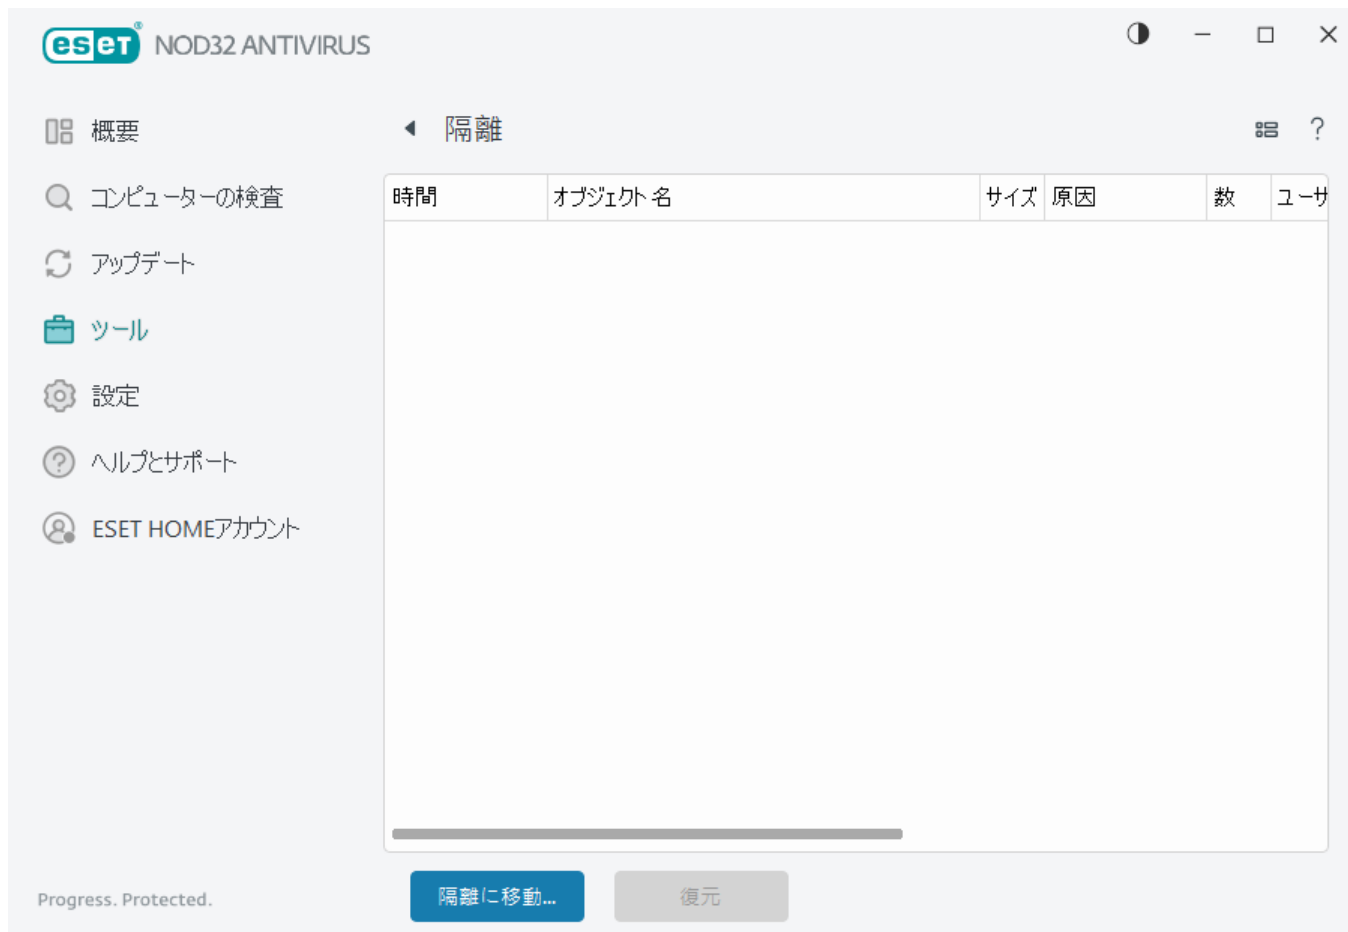 eset® NOD32 ANTIVIRUS
概要
コンピューターの検査
アップデート
ツール
設定
ヘルプとサポート
ESET HOMEアカウント
Progress. Protected.
隔離
?
時間 オブジェクト名 サイズ 原因 数 ユーサ
隔離に移動... 復元